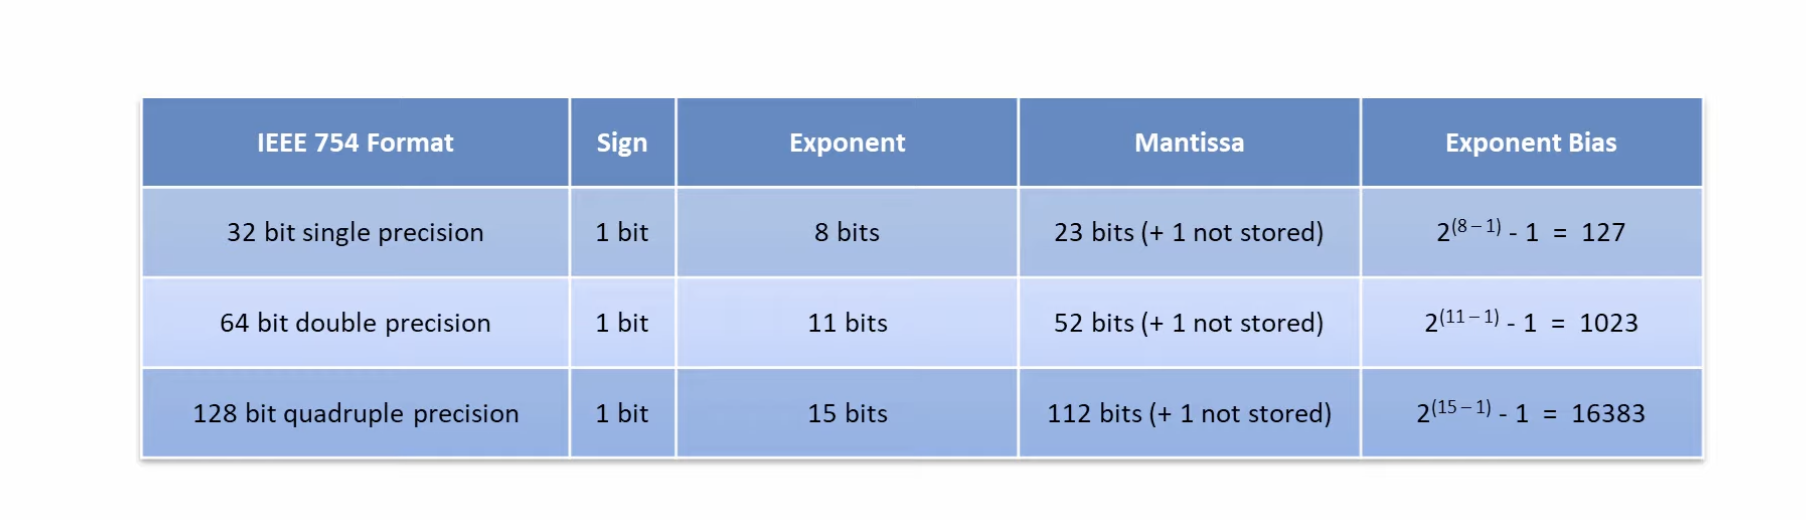 IEEE 754 Format Sign Exponent Mantissa Exponent Bias
32 bit single precision 1 bit 8 bits 23 bits (+ 1 not stored) 2^(8 – 1) - 1 = 127
64 bit double precision 1 bit 11 bits 52 bits (+ 1 not stored) 2^(11 – 1) - 1 = 1023
128 bit quadruple precision 1 bit 15 bits 112 bits (+ 1 not stored) 2^(15 – 1) - 1 = 16383